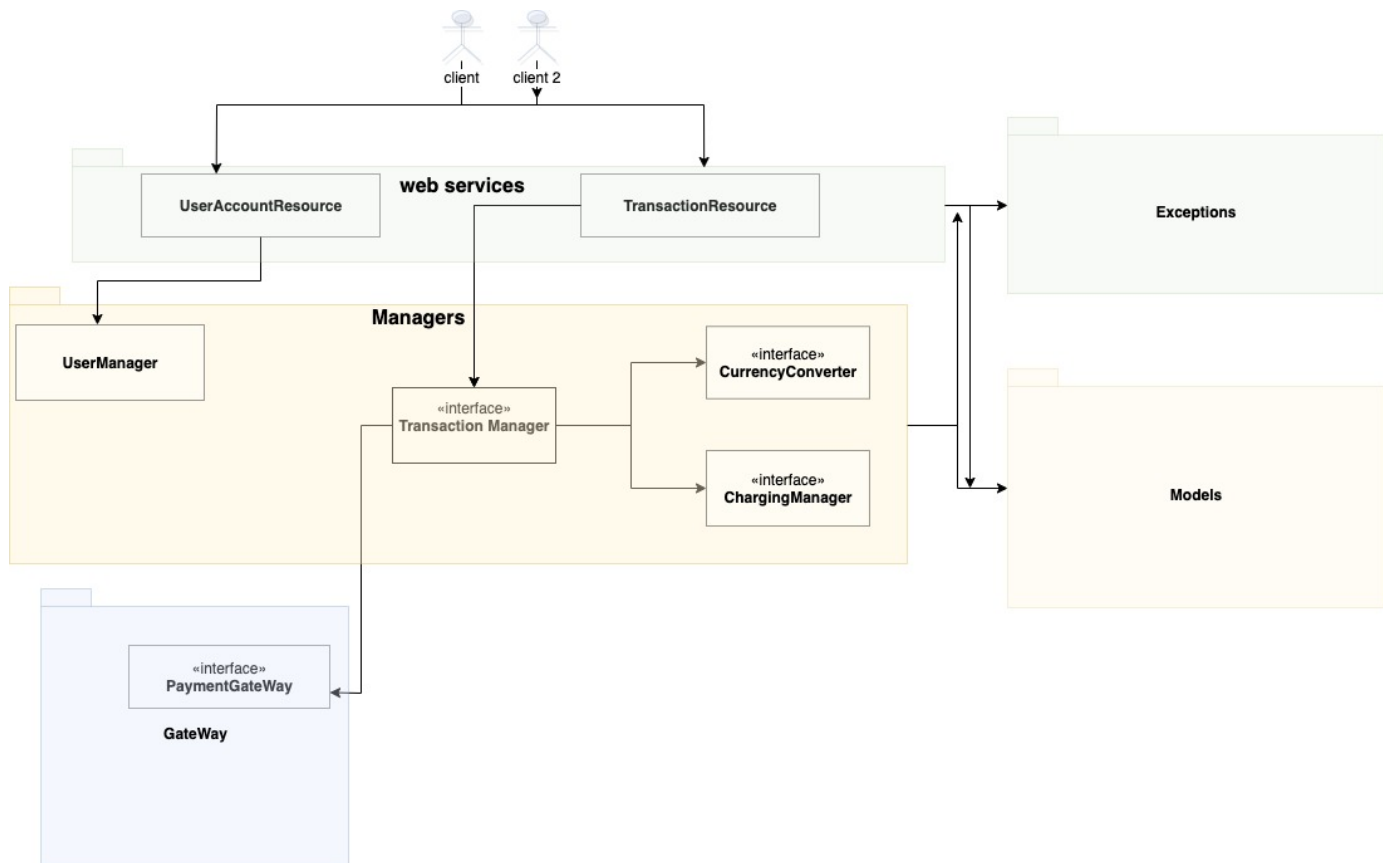 client
client 2
web services
UserAccountResource
TransactionResource
Exceptions
Managers
UserManager
«interface»
CurrencyConverter
«interface»
Transaction Manager
«interface»
ChargingManager
Models
«interface»
PaymentGateWay
GateWay